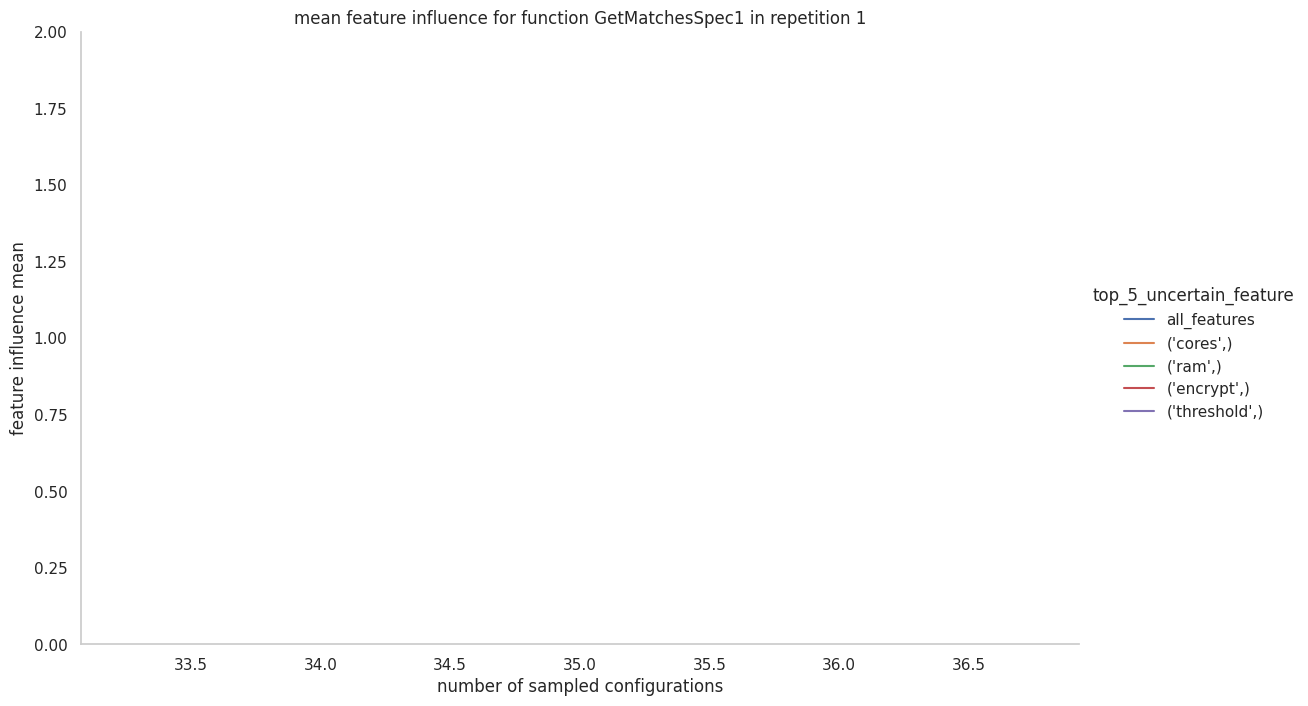 mean feature influence for function GetMatchesSpec1 in repetition 1
2.00
1.75
1.50
1.25
1.00
0.75
0.50
0.25
0.00
feature influence mean
33.5 34.0 34.5 35.0 35.5 36.0 36.5
number of sampled configurations
top_5_uncertain_feature
all_features
('cores',)
('ram',)
('encrypt',)
('threshold',)